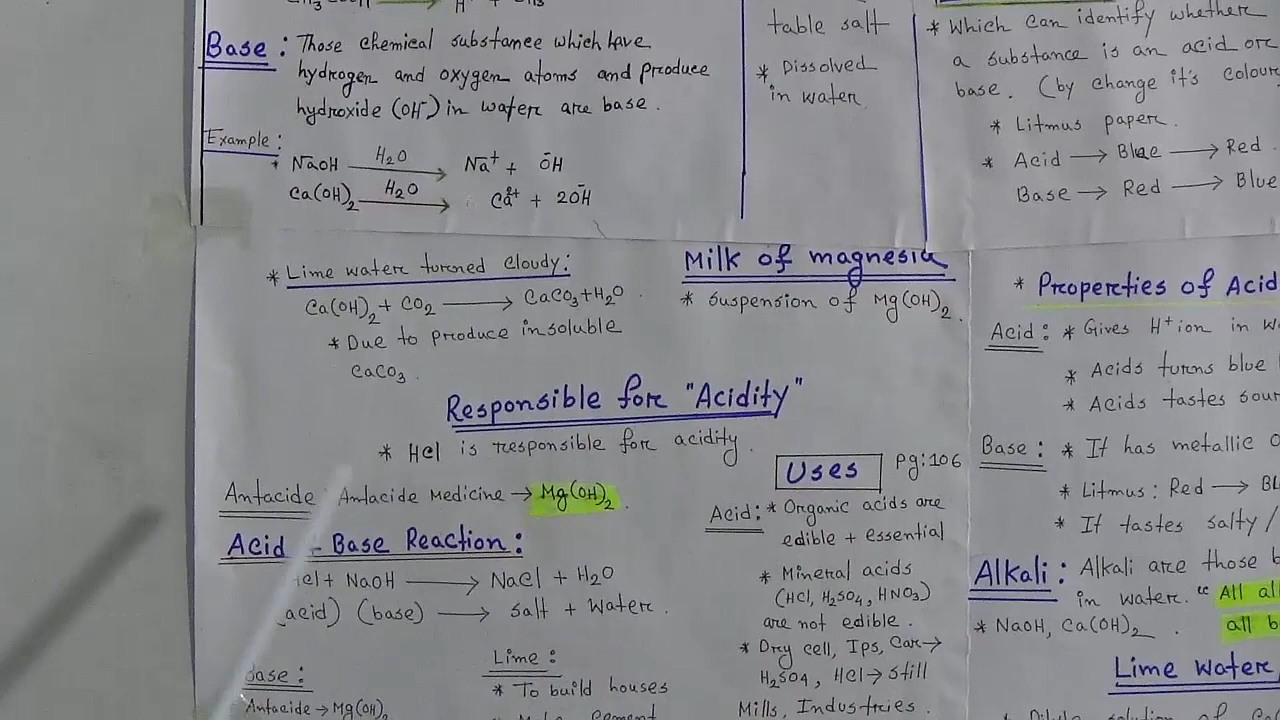 Base : Those chemical substance which have
hydrogen and oxygen atoms and produce
hydroxide (OH⁻) in water are base.
Example:
* NaOH —H₂O→ Na⁺ + ŌH
Ca(OH)₂ —H₂O→ Ca²⁺ + 2ŌH
table salt
* Dissolved
in water
* Which can identify whether
a substance is an acid or
base. (by change it's colour
* Litmus paper.
* Acid → Blue → Red.
Base → Red → Blue
* Lime water turned cloudy:
Ca(OH)₂ + CO₂ → CaCO₃+H₂O.
* Due to produce insoluble
CaCO₃.
Milk of magnesia
* suspension of Mg(OH)₂.
Responsible for "Acidity"
* Hcl is responsible for acidity.
Antacide: Antacide Medicine → Mg(OH)₂.
Acid - Base Reaction:
Hcl + NaOH → NaCl + H₂O
(acid) (base) → salt + Water.
Base:
Antacide → Mg(OH)₂
Lime:
* To build houses
Uses Pg:106
Acid: * Organic acids are
edible + essential
* Mineral acids
(HCl, H₂SO₄, HNO₃)
are not edible.
* Dry cell, Ips, Car→
H₂SO₄, HCl→ still
Mills, Industries.
* Properties of Acid
Acid: * Gives H⁺ ion in
* Acids turns blue
* Acids tastes sour
Base: * It has metallic
* Litmus: Red →
* It tastes salty /
Alkali: Alkali are those
in water. " All
* NaOH, Ca(OH)₂. all
Lime Water